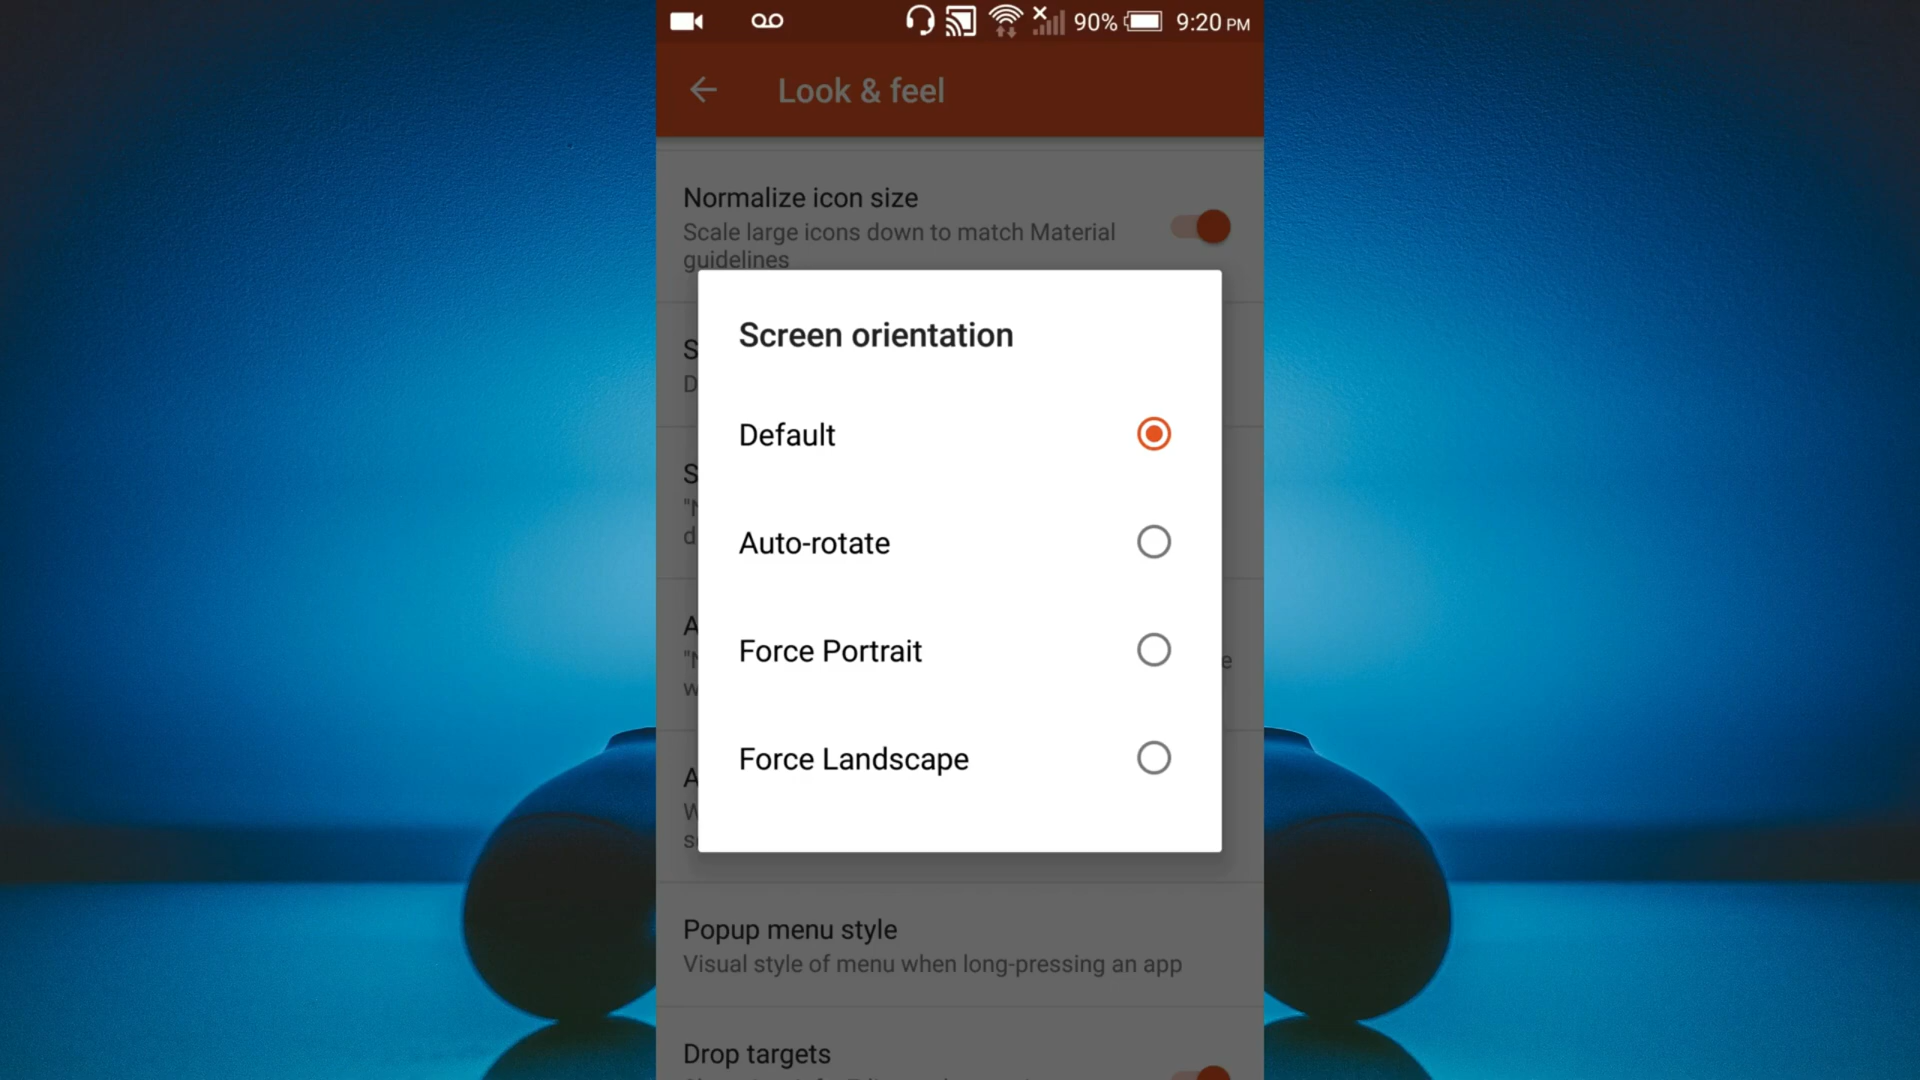 90% 9:20 PM
Look & feel
Normalize icon size
Scale large icons down to match Material
guidelines
Screen orientation
Default
Auto-rotate
Force Portrait
Force Landscape
Popup menu style
Visual style of menu when long-pressing an app
Drop targets